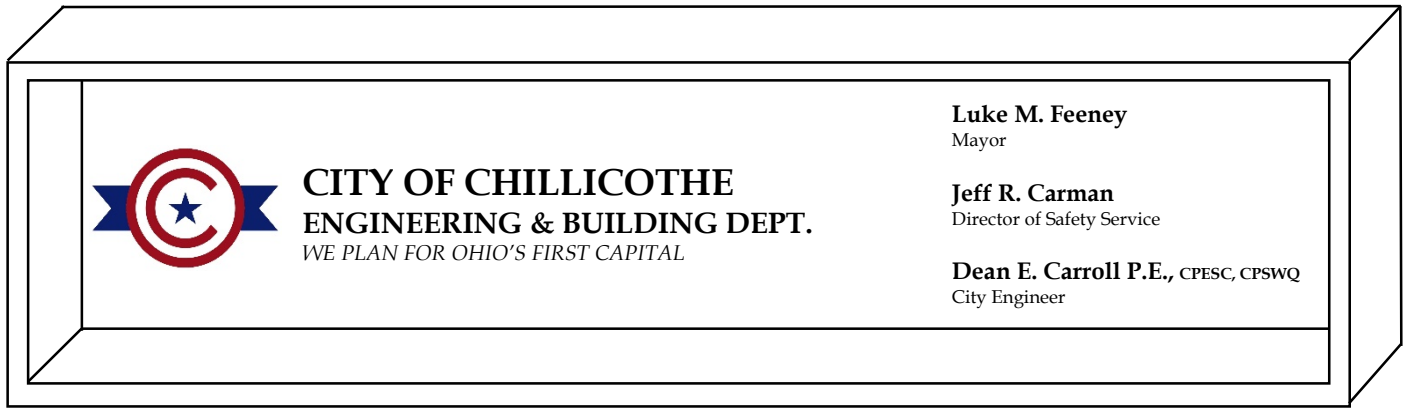 CITY OF CHILLICOTHE
ENGINEERING & BUILDING DEPT.
WE PLAN FOR OHIO'S FIRST CAPITAL
Luke M. Feeney
Mayor
Jeff R. Carman
Director of Safety Service
Dean E. Carroll P.E., CPESC, CPSWQ
City Engineer